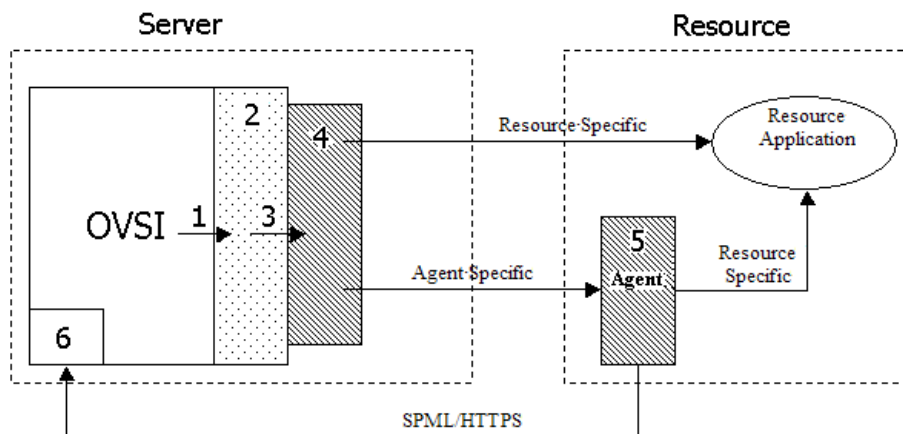 Server
Resource
2
4
Resource Specific
Resource
Application
OVSI
1
3
5
Agent
Agent Specific
Resource
Specific
6
SPML/HTTPS